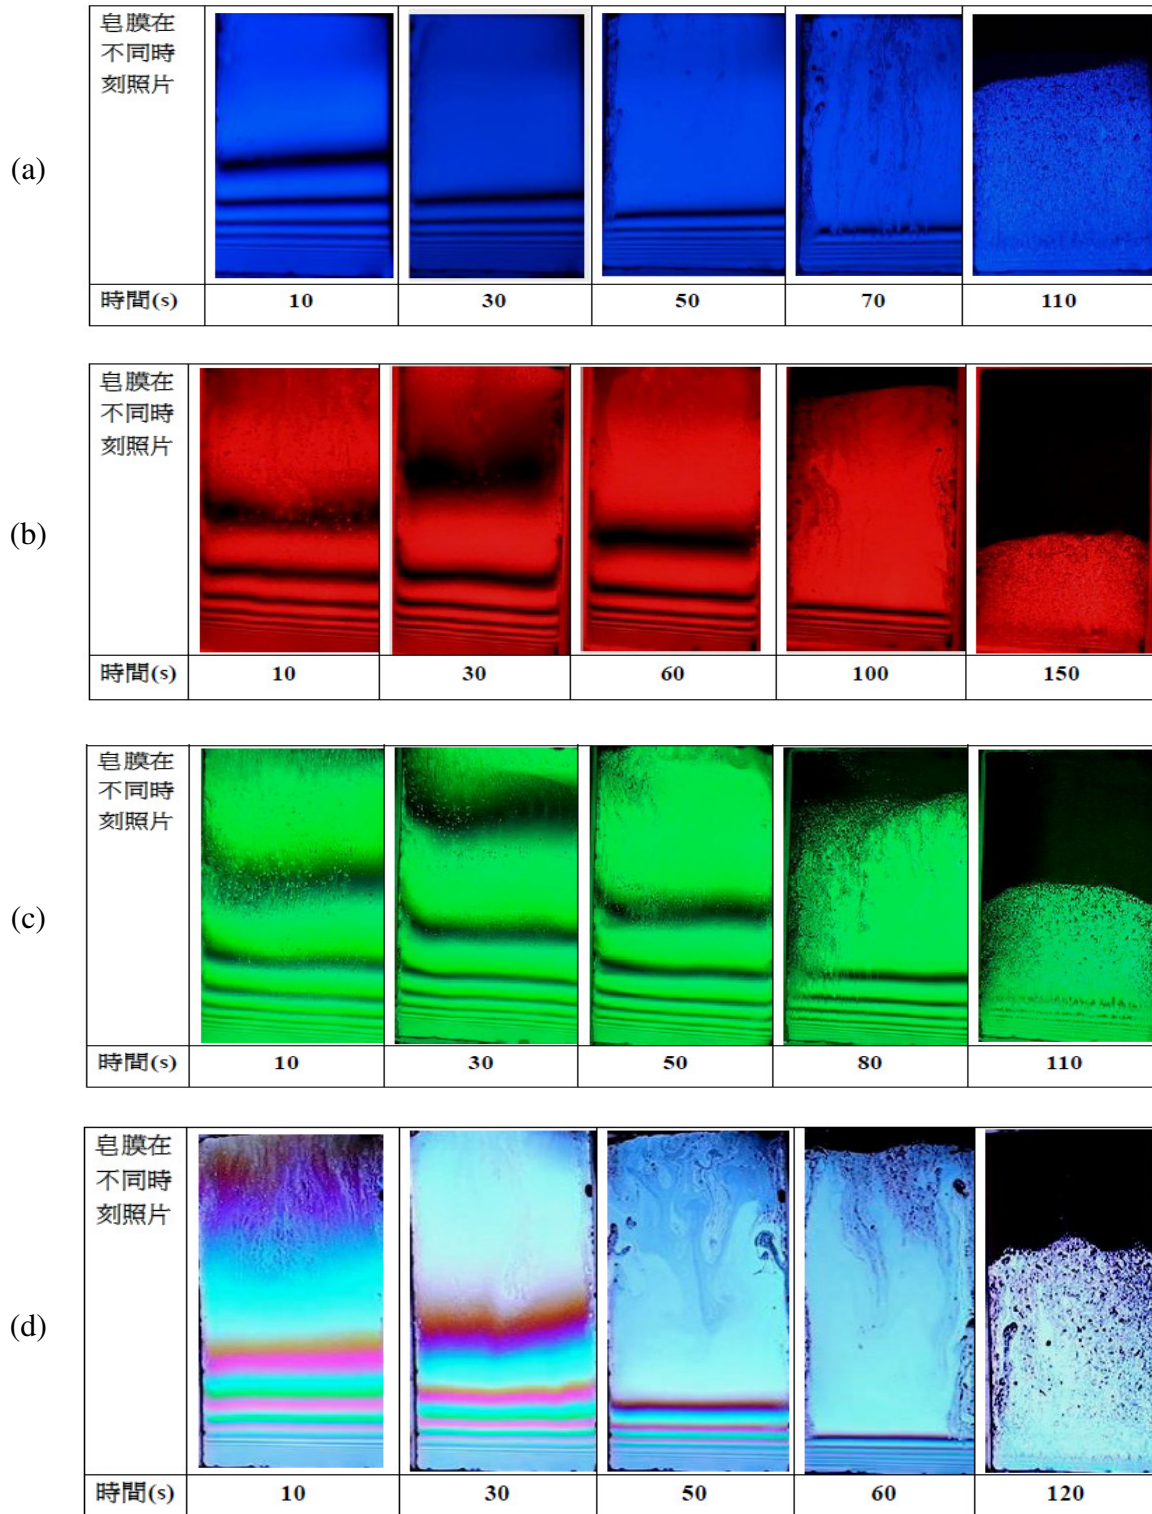 (a)
皂膜在
不同時
刻照片
時間(s) 10 30 50 70 110
(b)
皂膜在
不同時
刻照片
時間(s) 10 30 60 100 150
(c)
皂膜在
不同時
刻照片
時間(s) 10 30 50 80 110
(d)
皂膜在
不同時
刻照片
時間(s) 10 30 50 60 120